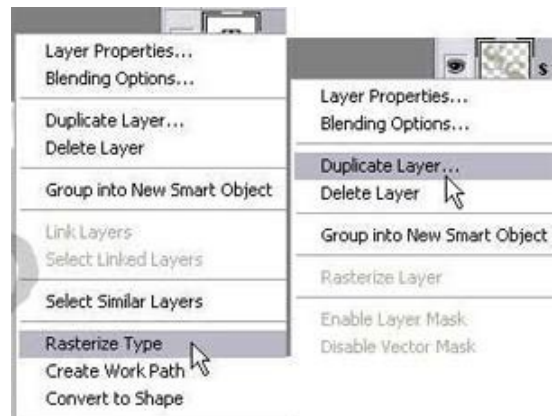 Layer Properties...
Blending Options...
Duplicate Layer...
Delete Layer
Group into New Smart Object
Link Layers
Select Linked Layers
Select Similar Layers
Rasterize Type
Create Work Path
Convert to Shape
s
Layer Properties...
Blending Options...
Duplicate Layer...
Delete Layer
Group into New Smart Object
Rasterize Layer
Enable Layer Mask
Disable Vector Mask